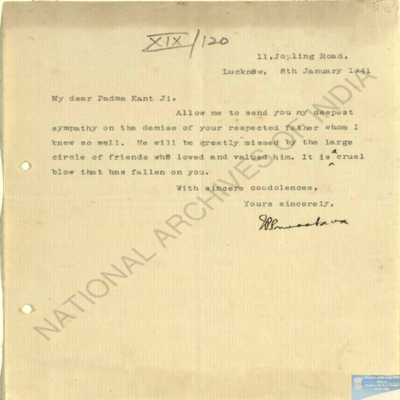 XIX/120
11, Joyling Road.
Lucknow. 8th January 1941
My dear Padma Kant Ji.
Allow me to send you my deepest
sympathy on the demise of your respected father whom I
knew so well. He will be greatly missed by the large
circle of friends who loved and valued him. It is a cruel
blow that has fallen on you.
With sincere condolences.
Yours sincerely,
NATIONAL ARCHIVES OF INDIA